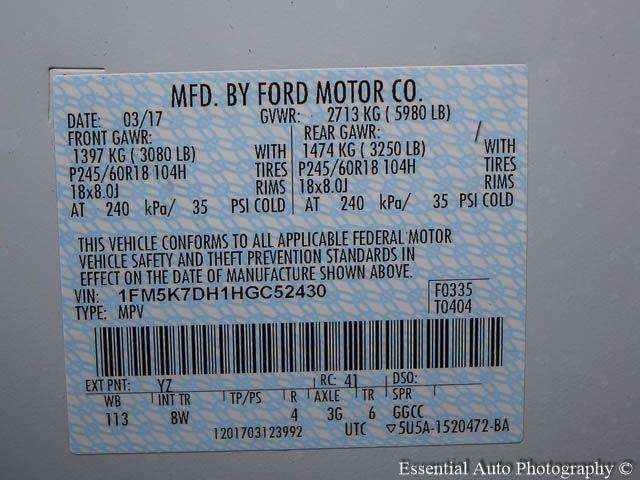 MFD. BY FORD MOTOR CO.
DATE: 03/17 GVWR: 2713 KG ( 5980 LB)
FRONT GAWR: REAR GAWR:
1397 KG ( 3080 LB) WITH 1474 KG ( 3250 LB) WITH
P245/60R18 104H TIRES P245/60R18 104H TIRES
18x8.0J RIMS 18x8.0J RIMS
AT 240 kPa/ 35 PSI COLD AT 240 kPa/ 35 PSI COLD
THIS VEHICLE CONFORMS TO ALL APPLICABLE FEDERAL MOTOR
VEHICLE SAFETY AND THEFT PREVENTION STANDARDS IN
EFFECT ON THE DATE OF MANUFACTURE SHOWN ABOVE.
VIN: 1FM5K7DH1HGC52430 F0335
TYPE: MPV T0404
EXT PNT: YZ RC: 41 DSO:
WB INT TR TP/PS R AXLE TR SPR
113 8W 4 3G 6 GGCC
1201703123992 UTC ▽5U5A-1520472-BA
Essential Auto Photography ©